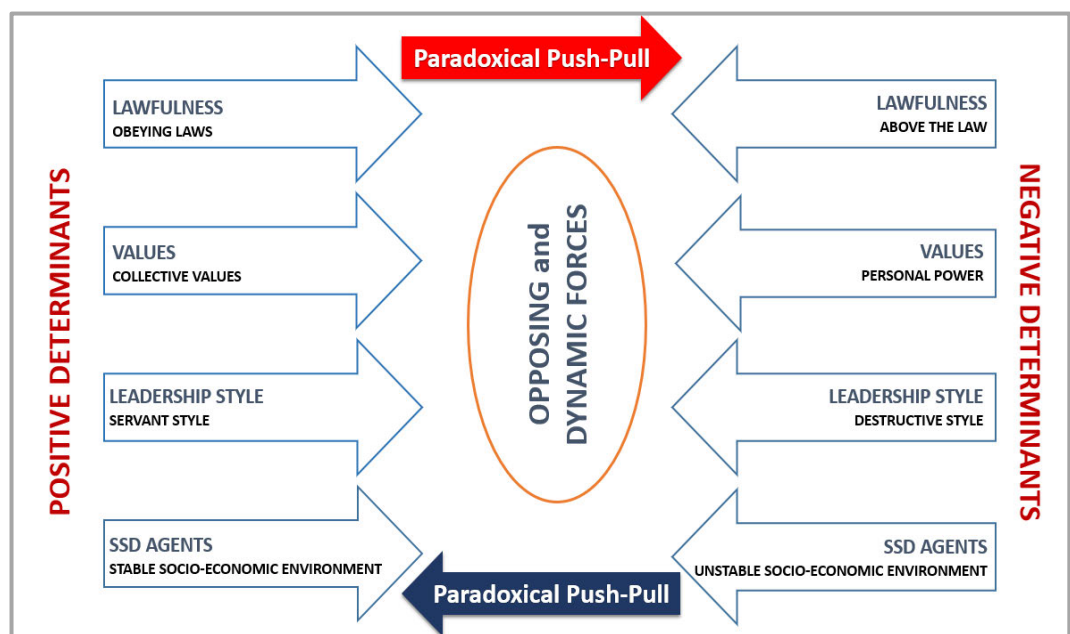 Paradoxical Push-Pull
POSITIVE DETERMINANTS
LAWFULNESS
OBEYING LAWS
VALUES
COLLECTIVE VALUES
LEADERSHIP STYLE
SERVANT STYLE
SSD AGENTS
STABLE SOCIO-ECONOMIC ENVIRONMENT
OPPOSING and
DYNAMIC FORCES
LAWFULNESS
ABOVE THE LAW
VALUES
PERSONAL POWER
LEADERSHIP STYLE
DESTRUCTIVE STYLE
SSD AGENTS
UNSTABLE SOCIO-ECONOMIC ENVIRONMENT
NEGATIVE DETERMINANTS
Paradoxical Push-Pull